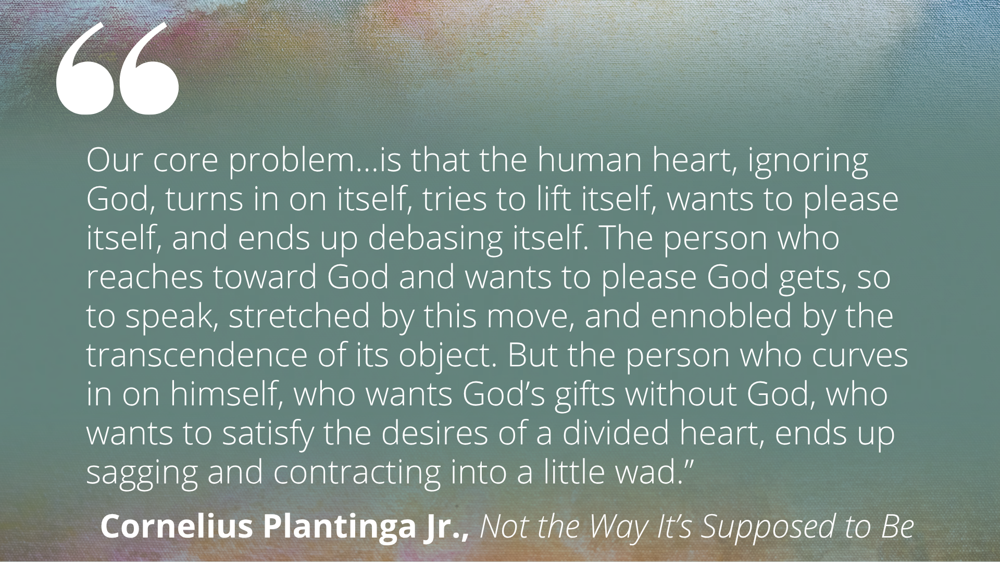 “
Our core problem...is that the human heart, ignoring
God, turns in on itself, tries to lift itself, wants to please
itself, and ends up debasing itself. The person who
reaches toward God and wants to please God gets, so
to speak, stretched by this move, and ennobled by the
transcendence of its object. But the person who curves
in on himself, who wants God’s gifts without God, who
wants to satisfy the desires of a divided heart, ends up
sagging and contracting into a little wad.”
Cornelius Plantinga Jr., Not the Way It’s Supposed to Be